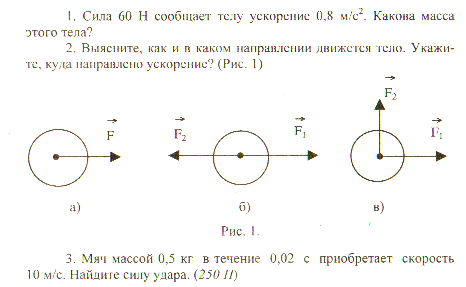 1. Сила 60 Н сообщает телу ускорение 0,8 м/с². Какова масса
этого тела?
2. Выясните, как и в каком направлении движется тело. Укажи-
те, куда направлено ускорение? (Рис. 1)
F
F₂
F₁
F₂
F₁
а)
б)
в)
Рис. 1.
3. Мяч массой 0,5 кг в течение 0,02 с приобретает скорость
10 м/с. Найдите силу удара. (250 Н)